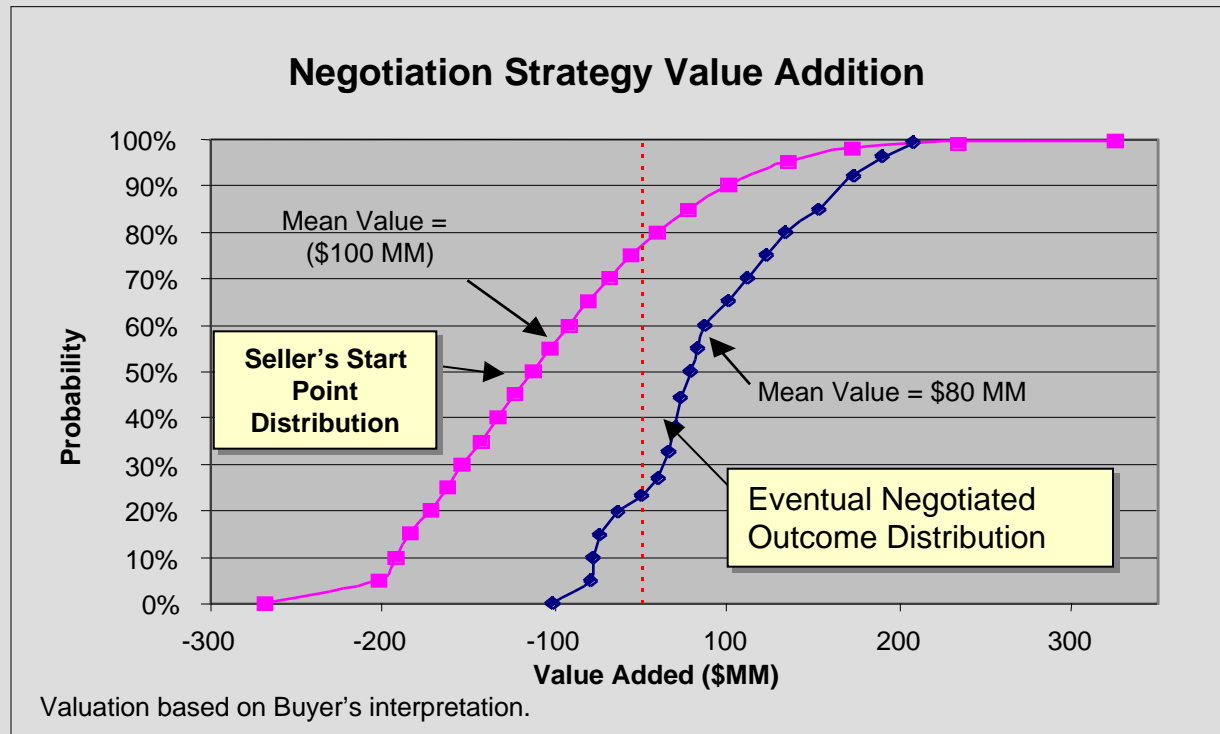 Negotiation Strategy Value Addition
100%
90%
80%
70%
60%
50%
40%
30%
20%
10%
0%
Probability
Mean Value =
($100 MM)
Seller's Start
Point
Distribution
Mean Value = $80 MM
Eventual Negotiated
Outcome Distribution
-300
-200
-100
100
200
300
Value Added ($MM)
Valuation based on Buyer's interpretation.